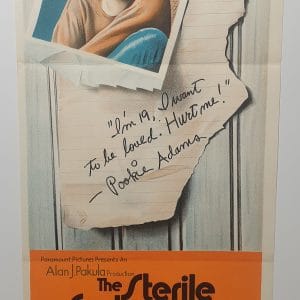 "I'm 19, I want
to be loved. Hurt me!"
— Pookie Adams
Paramount Pictures Presents An
Alan J. Pakula Production
The Sterile